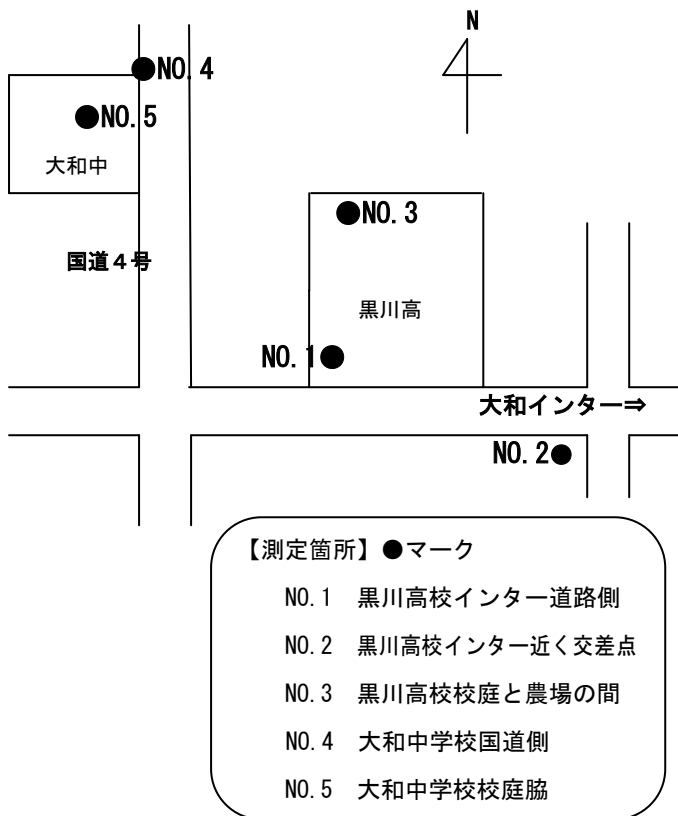 N
NO. 4
NO. 5
大和中
NO. 3
国道４号
黒川高
NO. 1
大和インター⇒
NO. 2
【測定箇所】●マーク
NO. 1 黒川高校インター道路側
NO. 2 黒川高校インター近く交差点
NO. 3 黒川高校校庭と農場の間
NO. 4 大和中学校国道側
NO. 5 大和中学校校庭脇